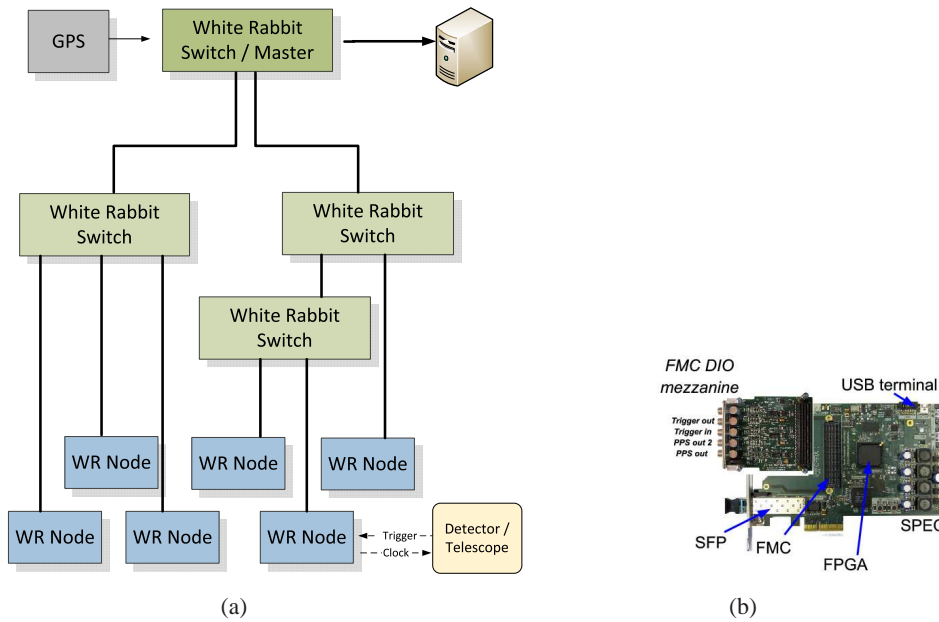 GPS
White Rabbit
Switch / Master
White Rabbit
Switch
White Rabbit
Switch
White Rabbit
Switch
WR Node
WR Node
WR Node
WR Node
WR Node
WR Node
Trigger
Clock
Detector /
Telescope
(a)
FMC DIO
mezzanine
USB terminal
Trigger out
Trigger in
PPS out 2
PPS out
SFP
FMC
FPGA
SPEC
(b)